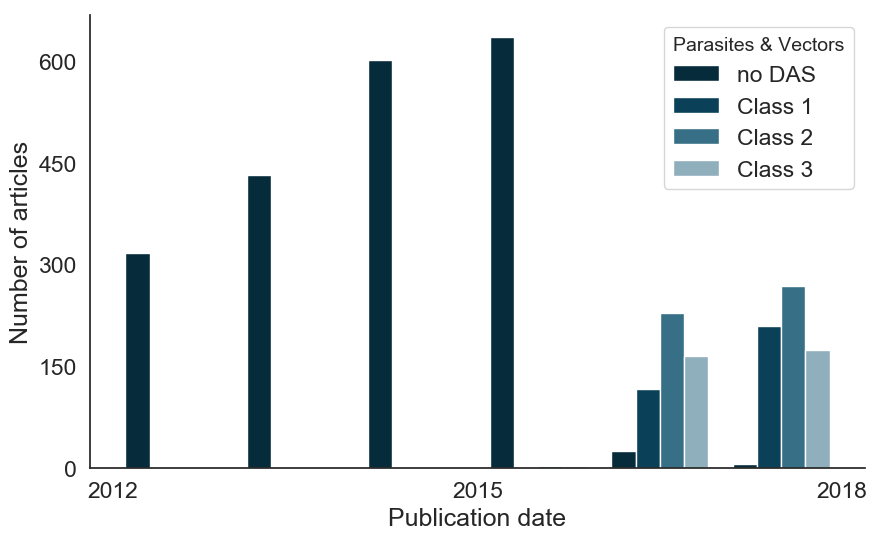 Parasites & Vectors
no DAS
Class 1
Class 2
Class 3
Number of articles
600
450
300
150
0
2012
2015
2018
Publication date